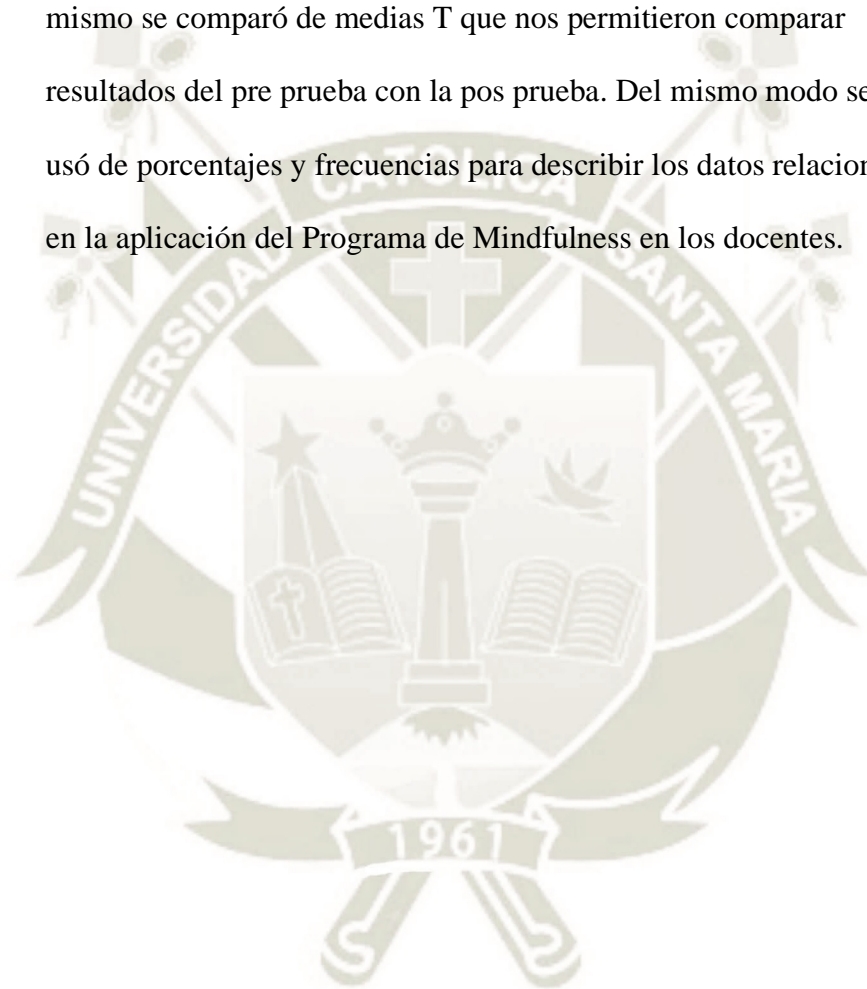 mismo se comparó de medias T que nos permitieron comparar
resultados del pre prueba con la pos prueba. Del mismo modo se
usó de porcentajes y frecuencias para describir los datos
en la aplicación del Programa de Mindfulness en los docentes.
UNIVERSIDAD CATOLICA SANTA MARIA
1961